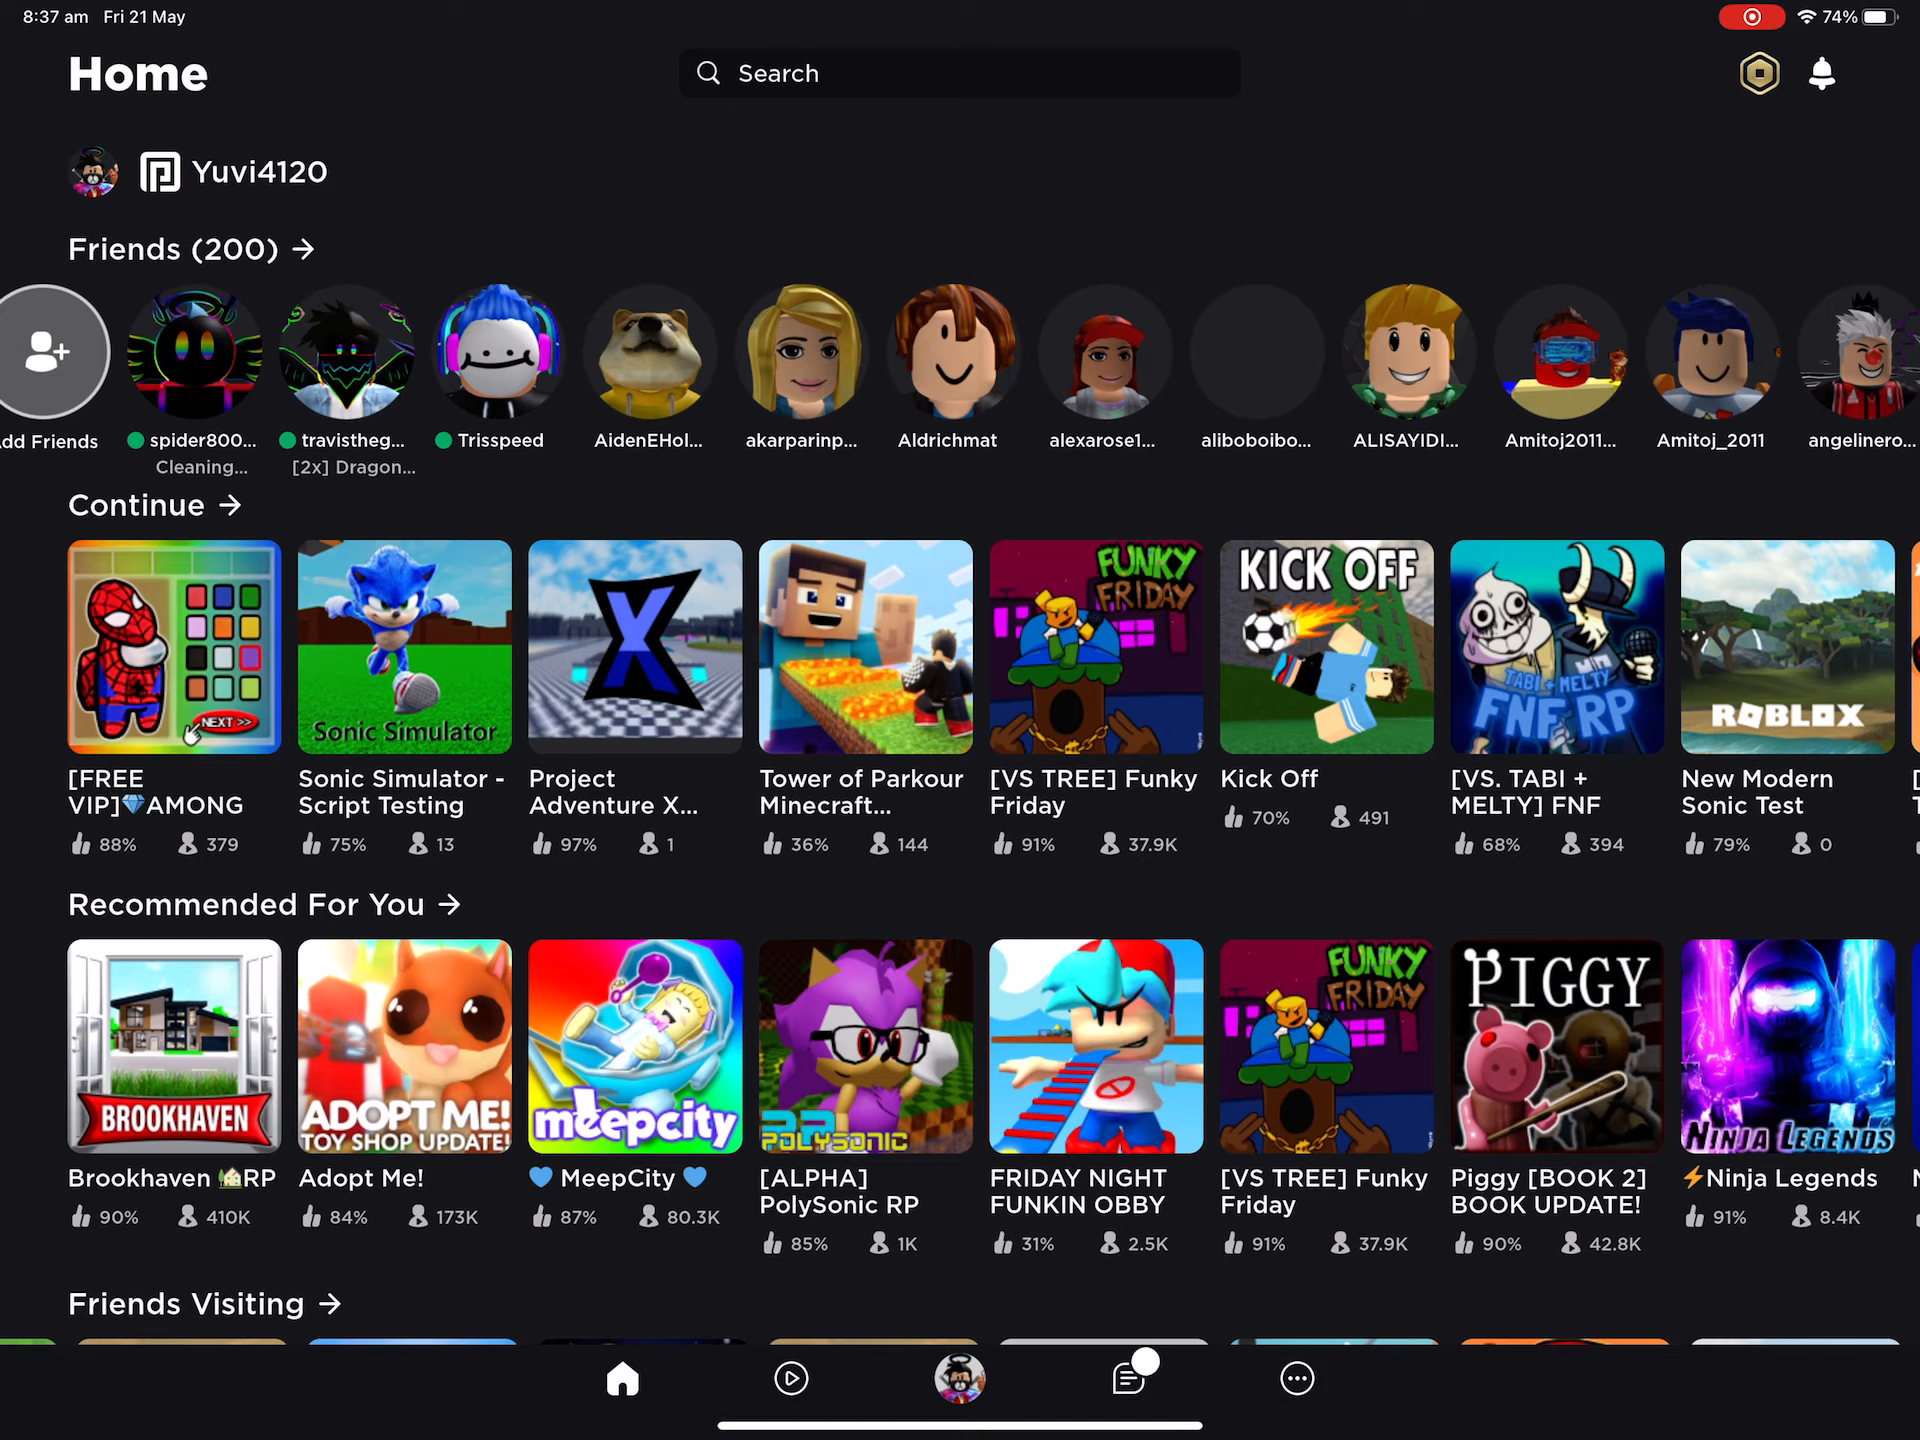 8:37 am Fri 21 May
74%
Home
Search
Yuvi4120
Friends (200) →
dd Friends
spider800...
travistheg...
Trisspeed
AidenEHol...
akarparinp...
Aldrichmat
alexarose1...
aliboboibo...
ALISAYIDI...
Amitoj2011...
Amitoj_2011
angelinero...
Cleaning...
[2x] Dragon...
Continue →
NEXT >>
Sonic Simulator
X
FUNKY
FRIDAY
KICK OFF
TABI + MELTY
FNF RP
ROBLOX
[FREE
VIP]💎AMONG
88% 379
Sonic Simulator -
Script Testing
75% 13
Project
Adventure X...
97% 1
Tower of Parkour
Minecraft...
36% 144
[VS TREE] Funky
Friday
91% 37.9K
Kick Off
70% 491
[VS. TABI +
MELTY] FNF
68% 394
New Modern
Sonic Test
79% 0
Recommended For You →
BROOKHAVEN
ADOPT ME!
TOY SHOP UPDATE!
meepcity
POLYSONIC
FUNKY
FRIDAY
PIGGY
NINJA LEGENDS
Brookhaven 🏡RP
90% 410K
Adopt Me!
84% 173K
💙 MeepCity 💙
87% 80.3K
[ALPHA]
PolySonic RP
85% 1K
FRIDAY NIGHT
FUNKIN OBBY
31% 2.5K
[VS TREE] Funky
Friday
91% 37.9K
Piggy [BOOK 2]
BOOK UPDATE!
90% 42.8K
⚡Ninja Legends
91% 8.4K
Friends Visiting →